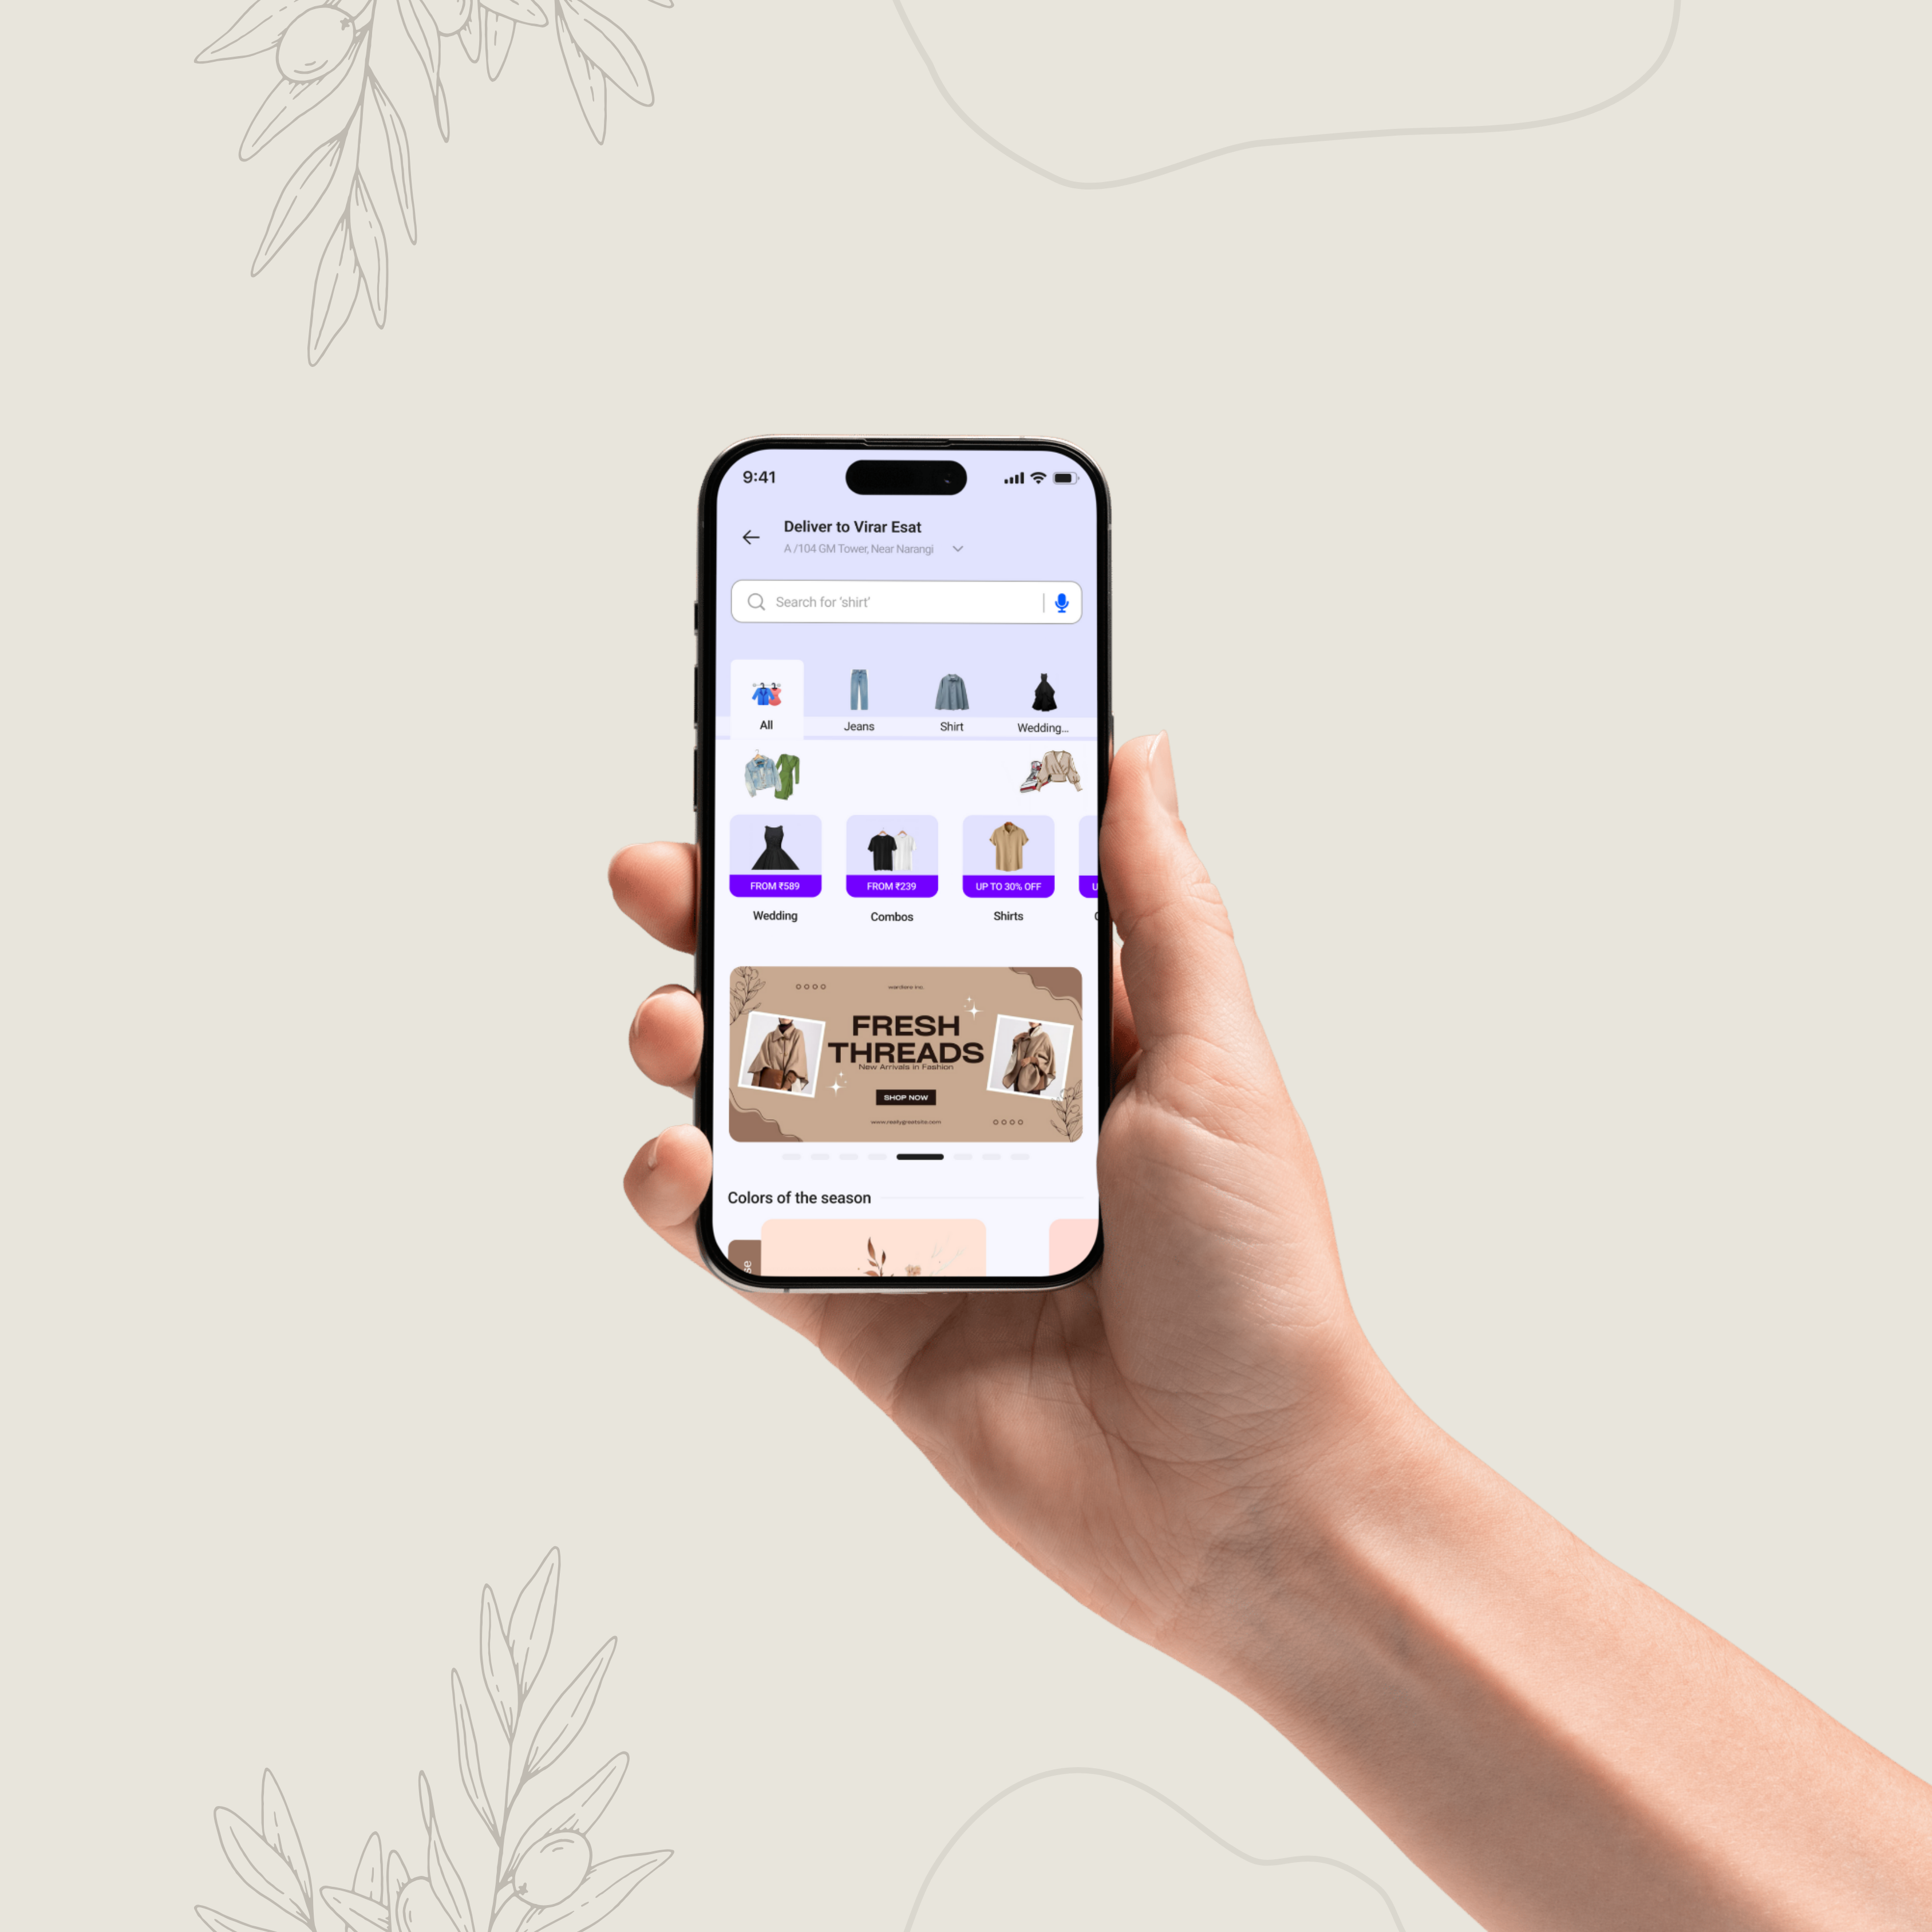 9:41
Deliver to Virar Esat
A /104 GM Tower, Near Narangi
Search for 'shirt'
All
Jeans
Shirt
Wedding...
FROM ₹589
FROM ₹239
UP TO 30% OFF
U
Wedding
Combos
Shirts
wardiere inc.
FRESH
THREADS
New Arrivals in Fashion
SHOP NOW
www.reallygreatsite.com
Colors of the season
se